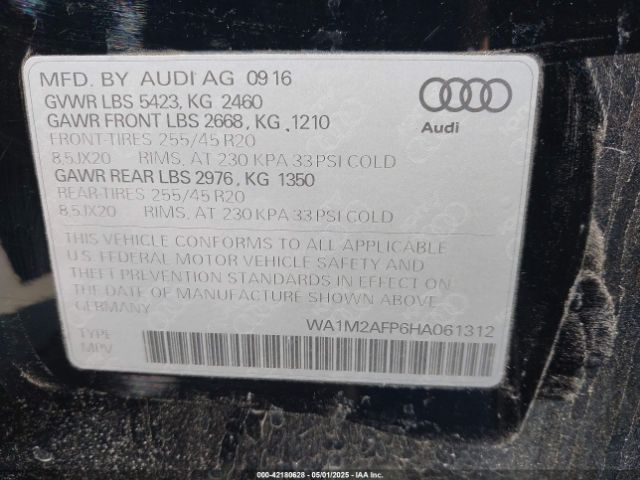 MFD. BY AUDI AG 0916
GVWR LBS 5423, KG 2460
GAWR FRONT LBS 2668, KG 1210
FRONT-TIRES 255/45 R20
8,5JX20 RIMS, AT 230 KPA 33 PSI COLD
GAWR REAR LBS 2976, KG 1350
REAR-TIRES 255/45 R20
8,5JX20 RIMS, AT 230 KPA 33 PSI COLD
Audi
THIS VEHICLE CONFORMS TO ALL APPLICABLE
U.S. FEDERAL MOTOR VEHICLE SAFETY AND
THEFT PREVENTION STANDARDS IN EFFECT ON
THE DATE OF MANUFACTURE SHOWN ABOVE.
GERMANY
WA1M2AFP6HA061312
TYPE
MPV
000-42180628 - 05/01/2025 - IAA Inc.